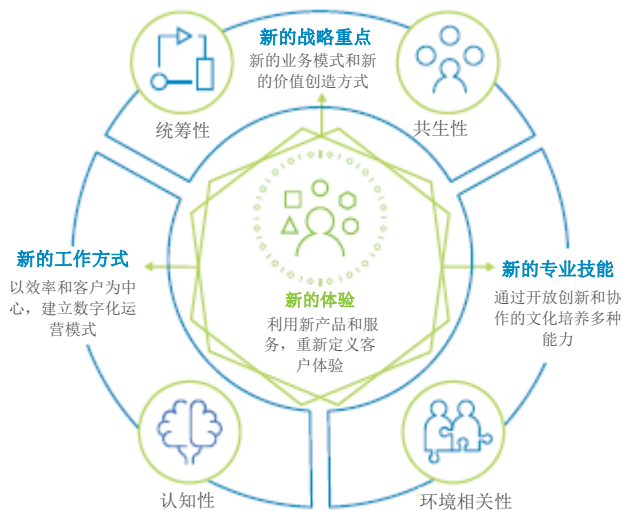 新的战略重点
新的业务模式和新
的价值创造方式
统筹性
共生性
新的工作方式
以效率和客户为中
心，建立数字化运
营模式
新的体验
利用新产品和服
务，重新定义客
户体验
新的专业技能
通过开放创新和协
作的文化培养多种
能力
认知性
环境相关性